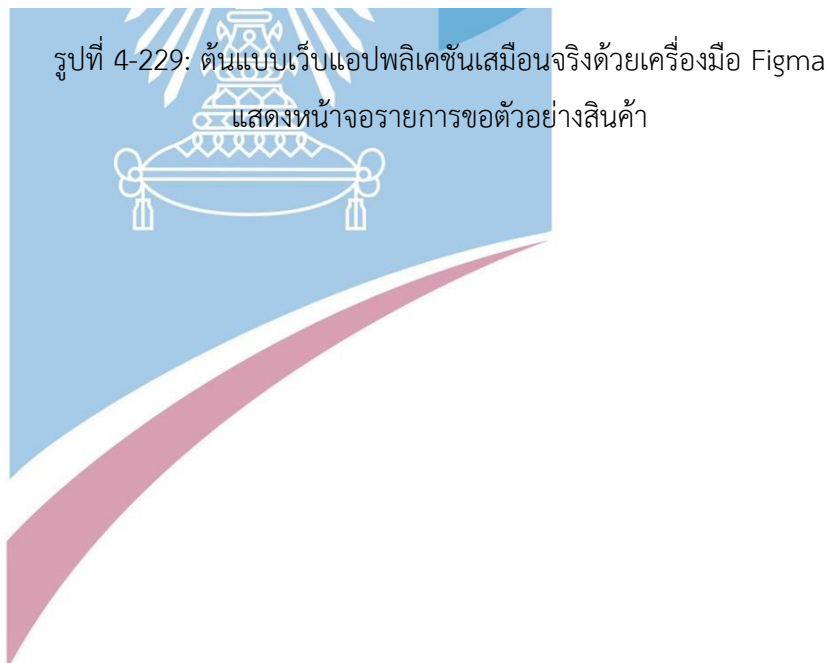 รูปที่ 4-229: ต้นแบบเว็บแอปพลิเคชันเสมือนจริงด้วยเครื่องมือ Figma
แสดงหน้าจอรายการขอตัวอย่างสินค้า